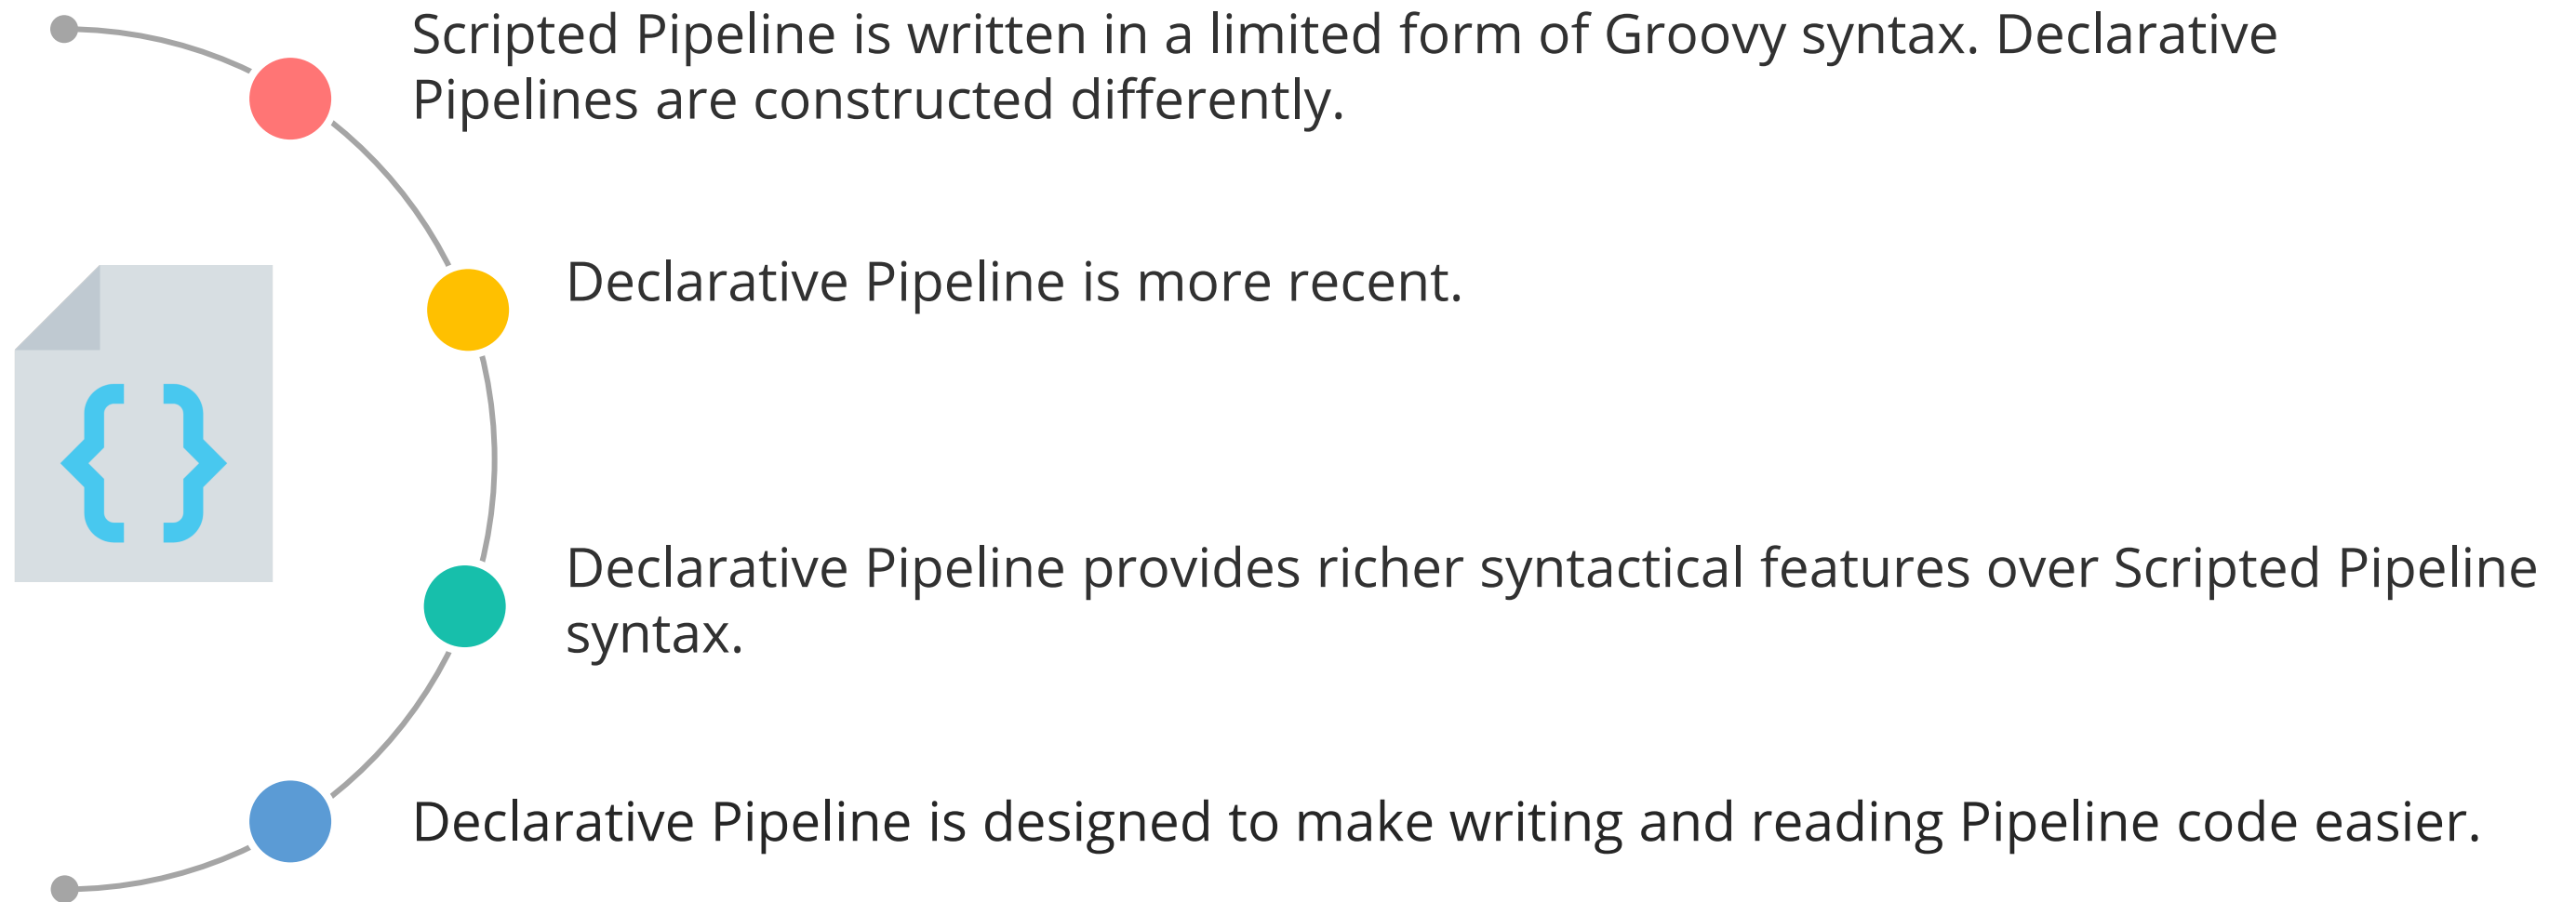 Scripted Pipeline is written in a limited form of Groovy syntax. Declarative
Pipelines are constructed differently.
Declarative Pipeline is more recent.
{ }
Declarative Pipeline provides richer syntactical features over Scripted Pipeline
syntax.
Declarative Pipeline is designed to make writing and reading Pipeline code easier.